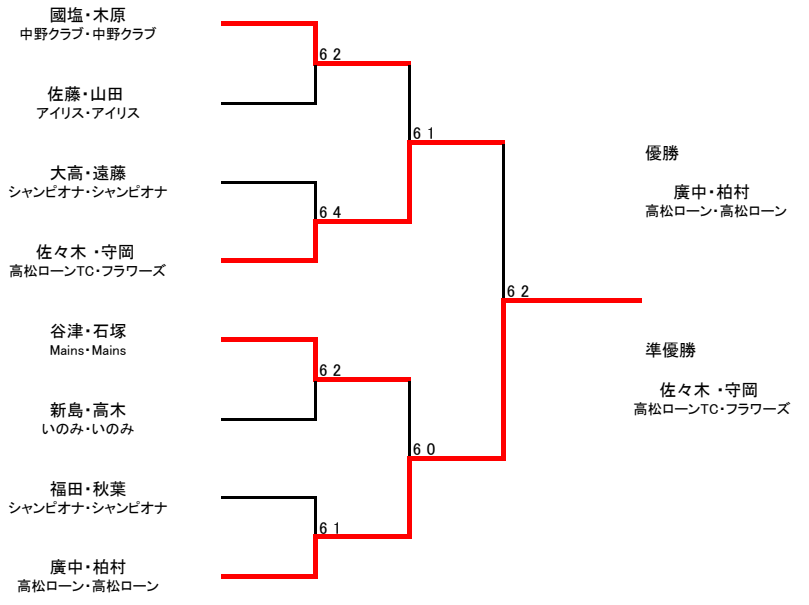 國塩・木原
中野クラブ・中野クラブ
6 2
佐藤・山田
アイリス・アイリス
6 1
優勝
大高・遠藤
シャンピオナ・シャンピオナ
廣中・柏村
高松ローン・高松ローン
6 4
佐々木 ・守岡
高松ローンTC・フラワーズ
6 2
谷津・石塚
Mains・Mains
準優勝
6 2
佐々木 ・守岡
高松ローンTC・フラワーズ
新島・高木
いのみ・いのみ
6 0
福田・秋葉
シャンピオナ・シャンピオナ
6 1
廣中・柏村
高松ローン・高松ローン